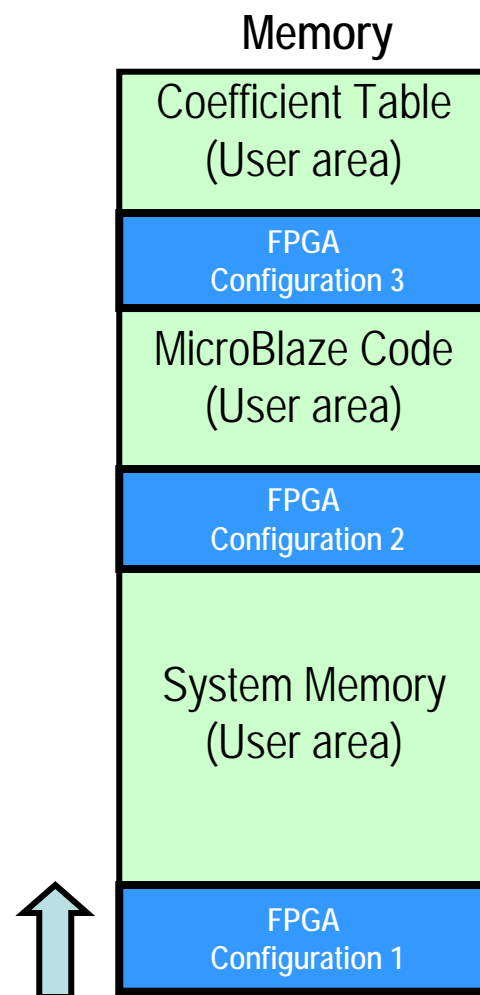 Memory
Coefficient Table
(User area)
FPGA
Configuration 3
MicroBlaze Code
(User area)
FPGA
Configuration 2
System Memory
(User area)
FPGA
Configuration 1